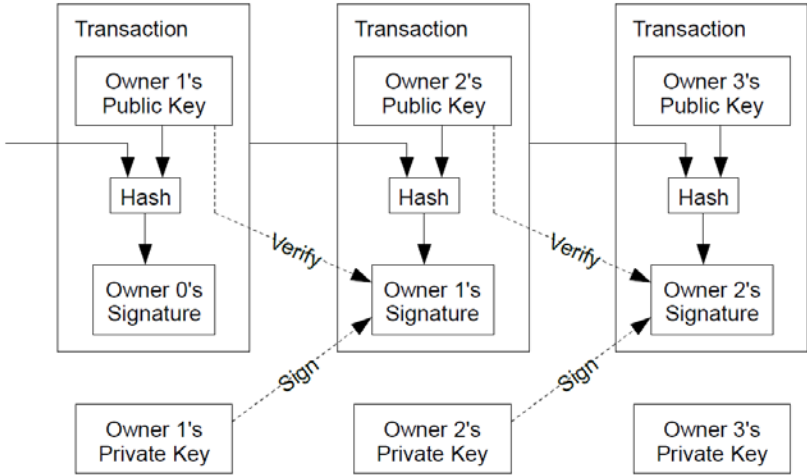 Transaction
Transaction
Transaction
Owner 1's
Public Key
Owner 2's
Public Key
Owner 3's
Public Key
Hash
Hash
Hash
Verify
Verify
Owner 0's
Signature
Owner 1's
Signature
Owner 2's
Signature
Sign
Sign
Owner 1's
Private Key
Owner 2's
Private Key
Owner 3's
Private Key